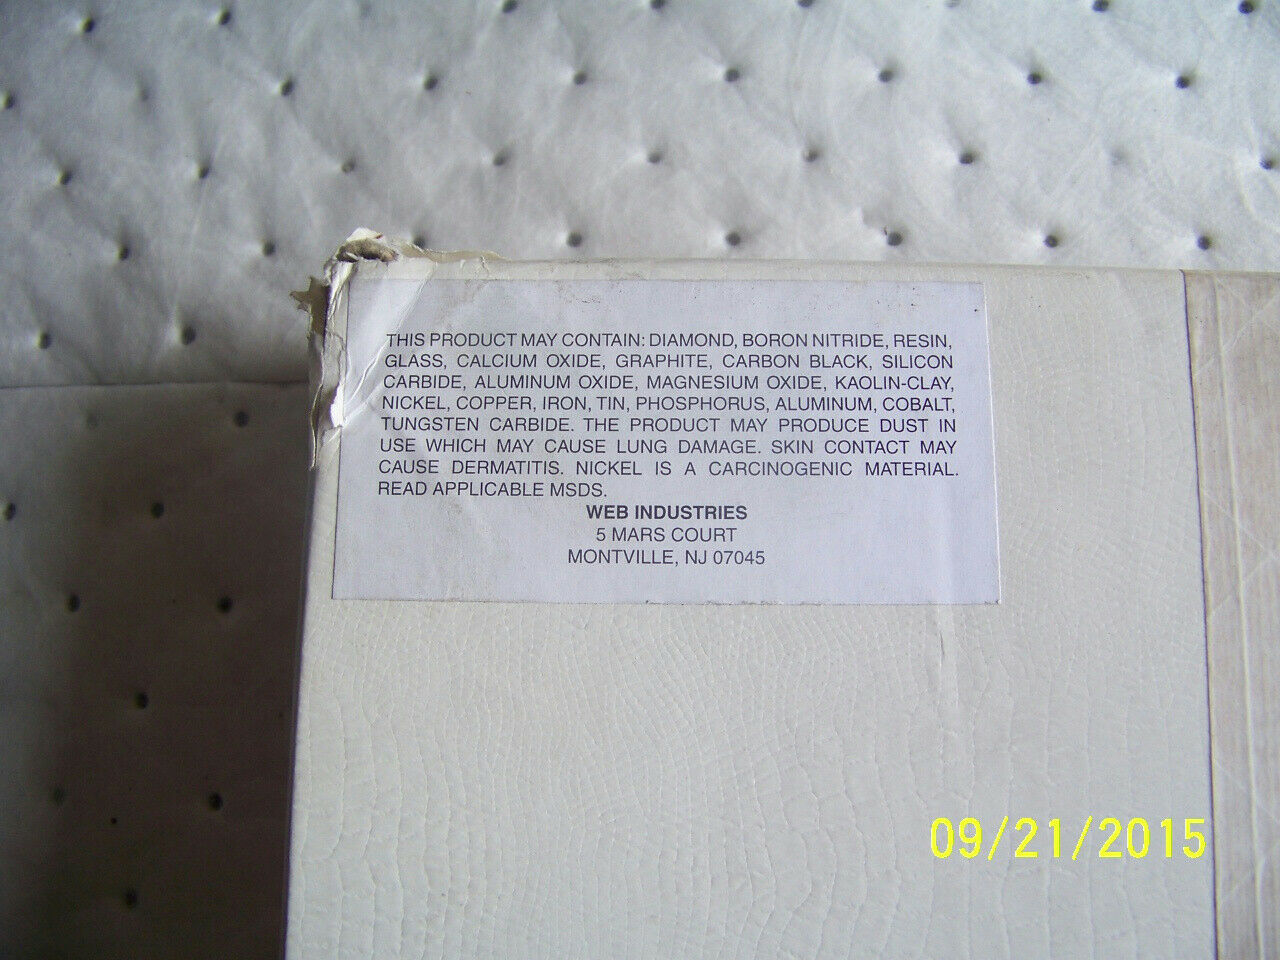 THIS PRODUCT MAY CONTAIN: DIAMOND, BORON NITRIDE, RESIN,
GLASS, CALCIUM OXIDE, GRAPHITE, CARBON BLACK, SILICON
CARBIDE, ALUMINUM OXIDE, MAGNESIUM OXIDE, KAOLIN-CLAY,
NICKEL, COPPER, IRON, TIN, PHOSPHORUS, ALUMINUM, COBALT,
TUNGSTEN CARBIDE. THE PRODUCT MAY PRODUCE DUST IN
USE WHICH MAY CAUSE LUNG DAMAGE. SKIN CONTACT MAY
CAUSE DERMATITIS. NICKEL IS A CARCINOGENIC MATERIAL.
READ APPLICABLE MSDS.
WEB INDUSTRIES
5 MARS COURT
MONTVILLE, NJ 07045
09/21/2015